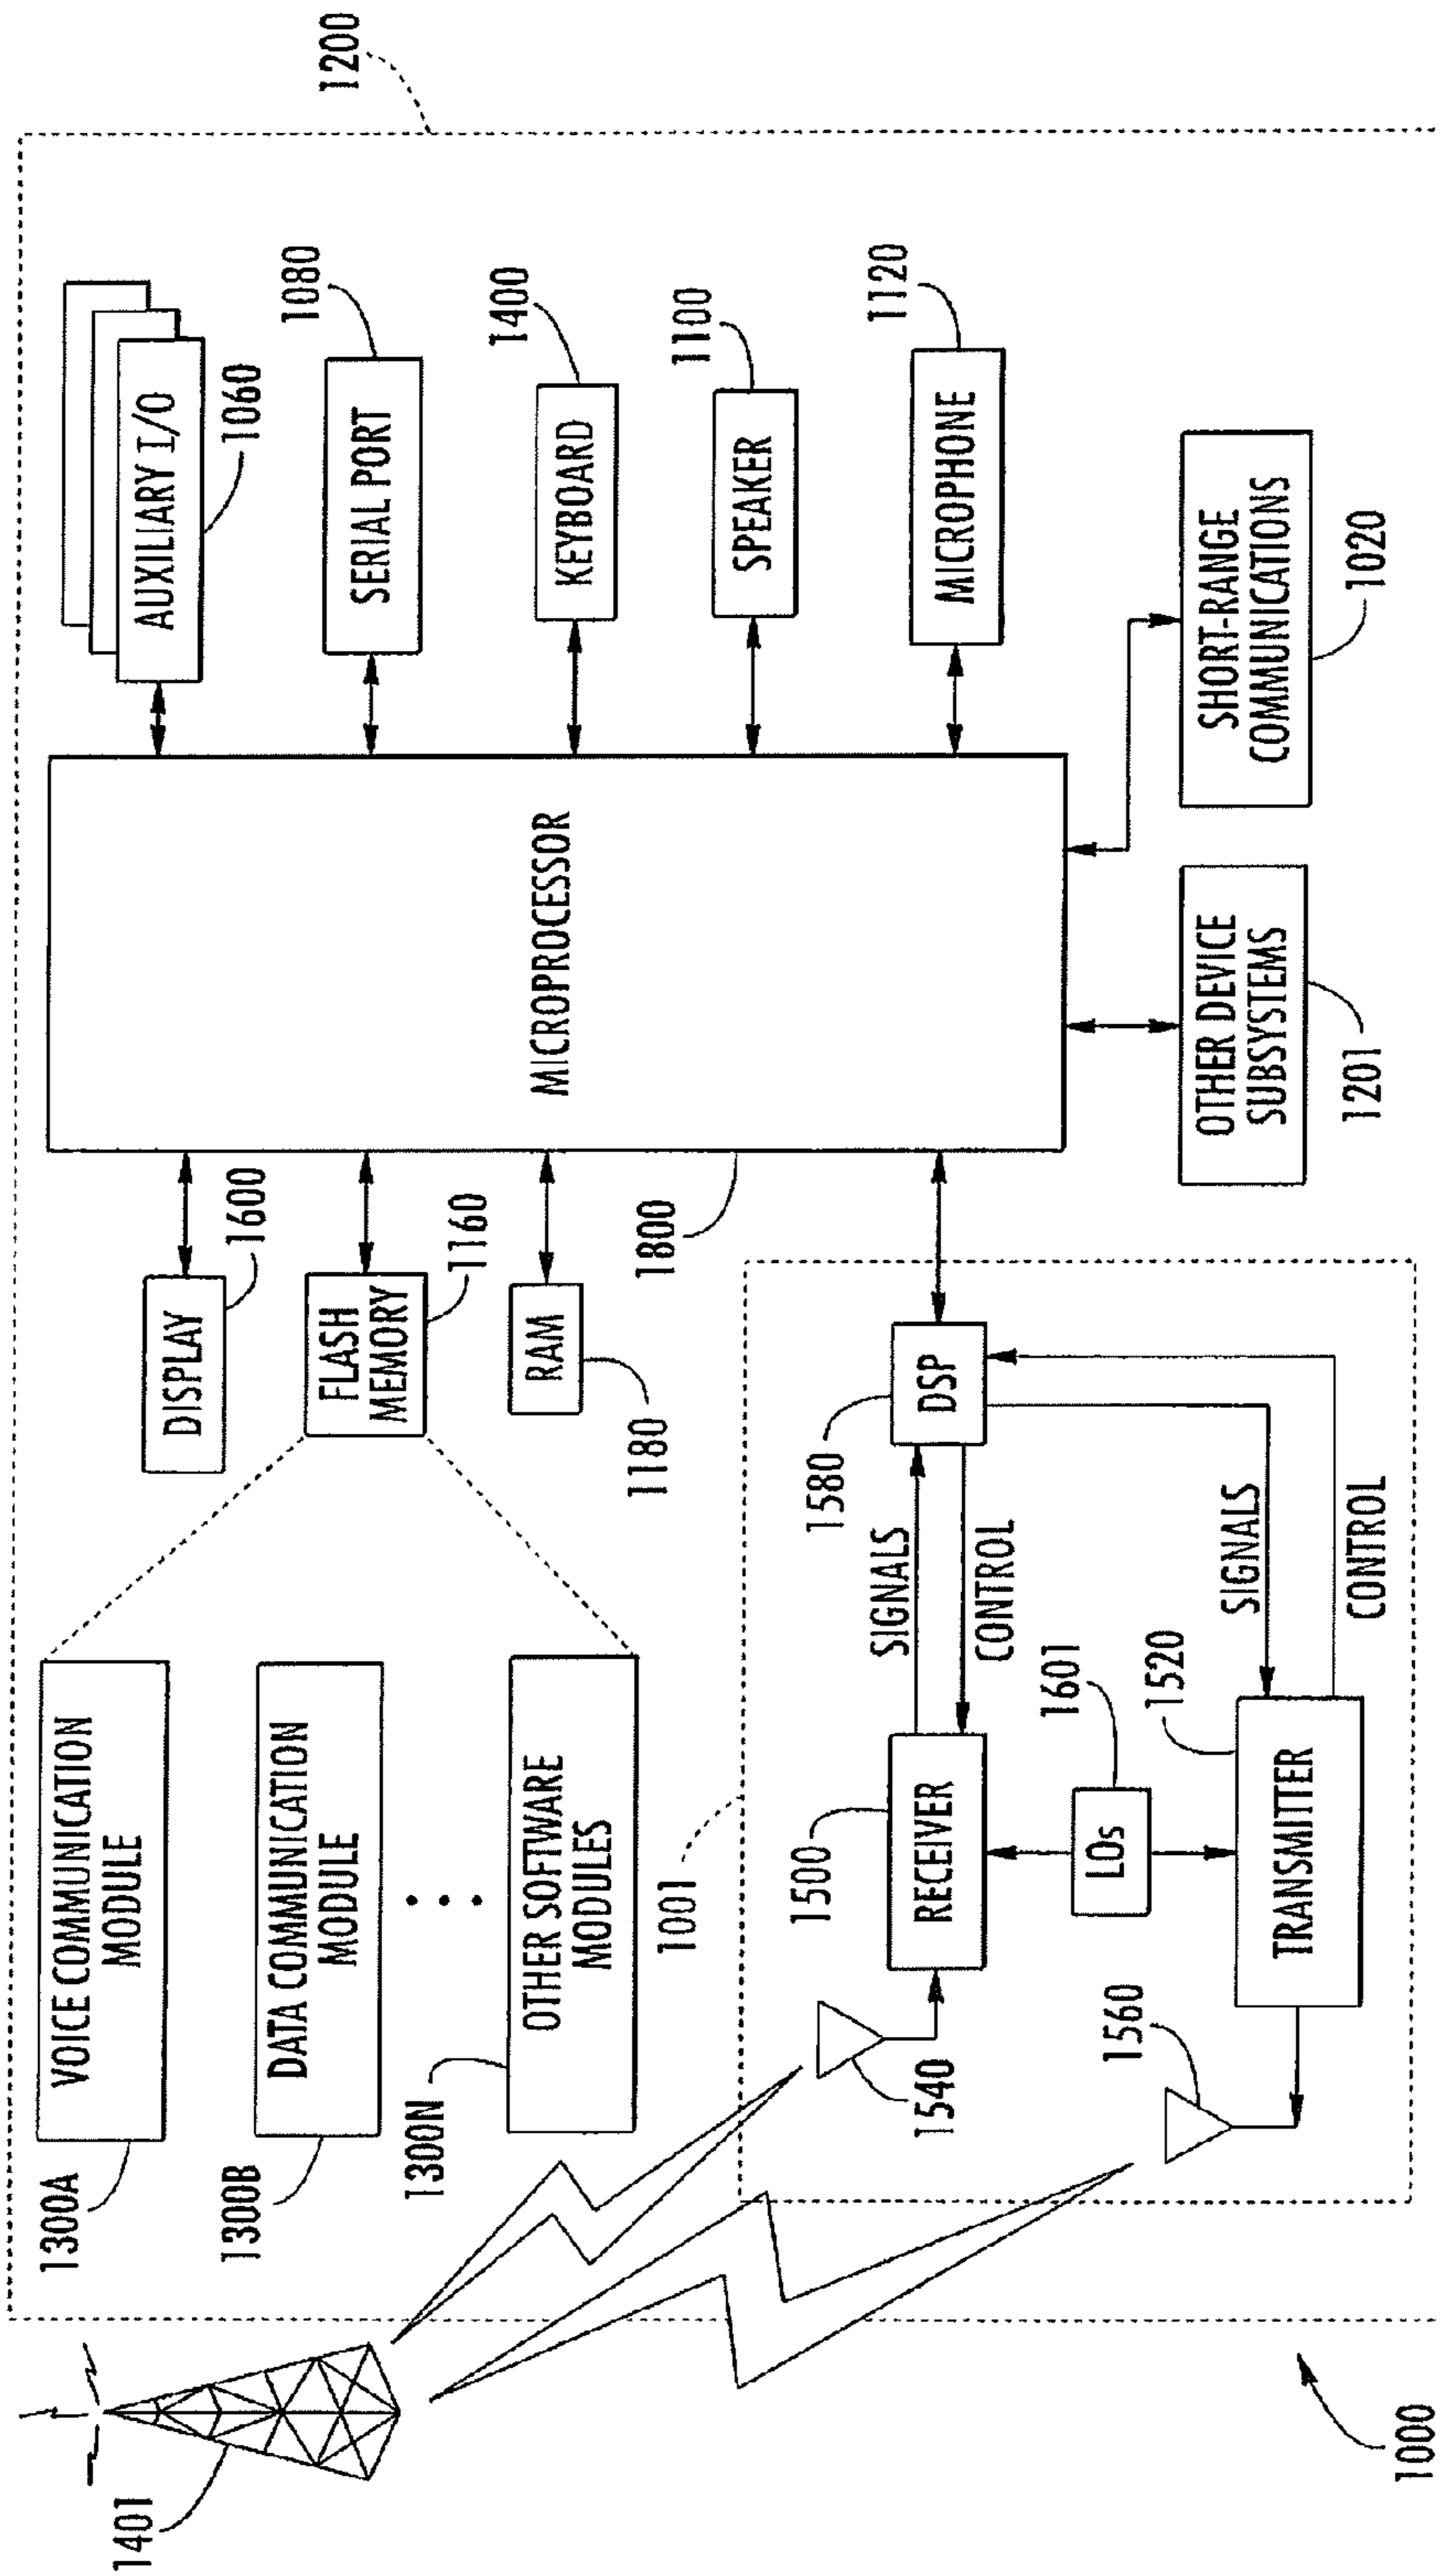 1200
AUXILIARY I/O
1060
SERIAL PORT
1080
KEYBOARD
1400
SPEAKER
1100
MICROPHONE
1120
SHORT-RANGE
COMMUNICATIONS
1020
MICROPROCESSOR
1800
OTHER DEVICE
SUBSYSTEMS
1201
DISPLAY
1600
FLASH
MEMORY
1160
RAM
1180
VOICE COMMUNICATION
MODULE
1300A
DATA COMMUNICATION
MODULE
1300B
OTHER SOFTWARE
MODULES
1300N
1001
DSP
1580
SIGNALS
CONTROL
RECEIVER
1500
LOs
1601
SIGNALS
CONTROL
TRANSMITTER
1520
1540
1560
1401
1000